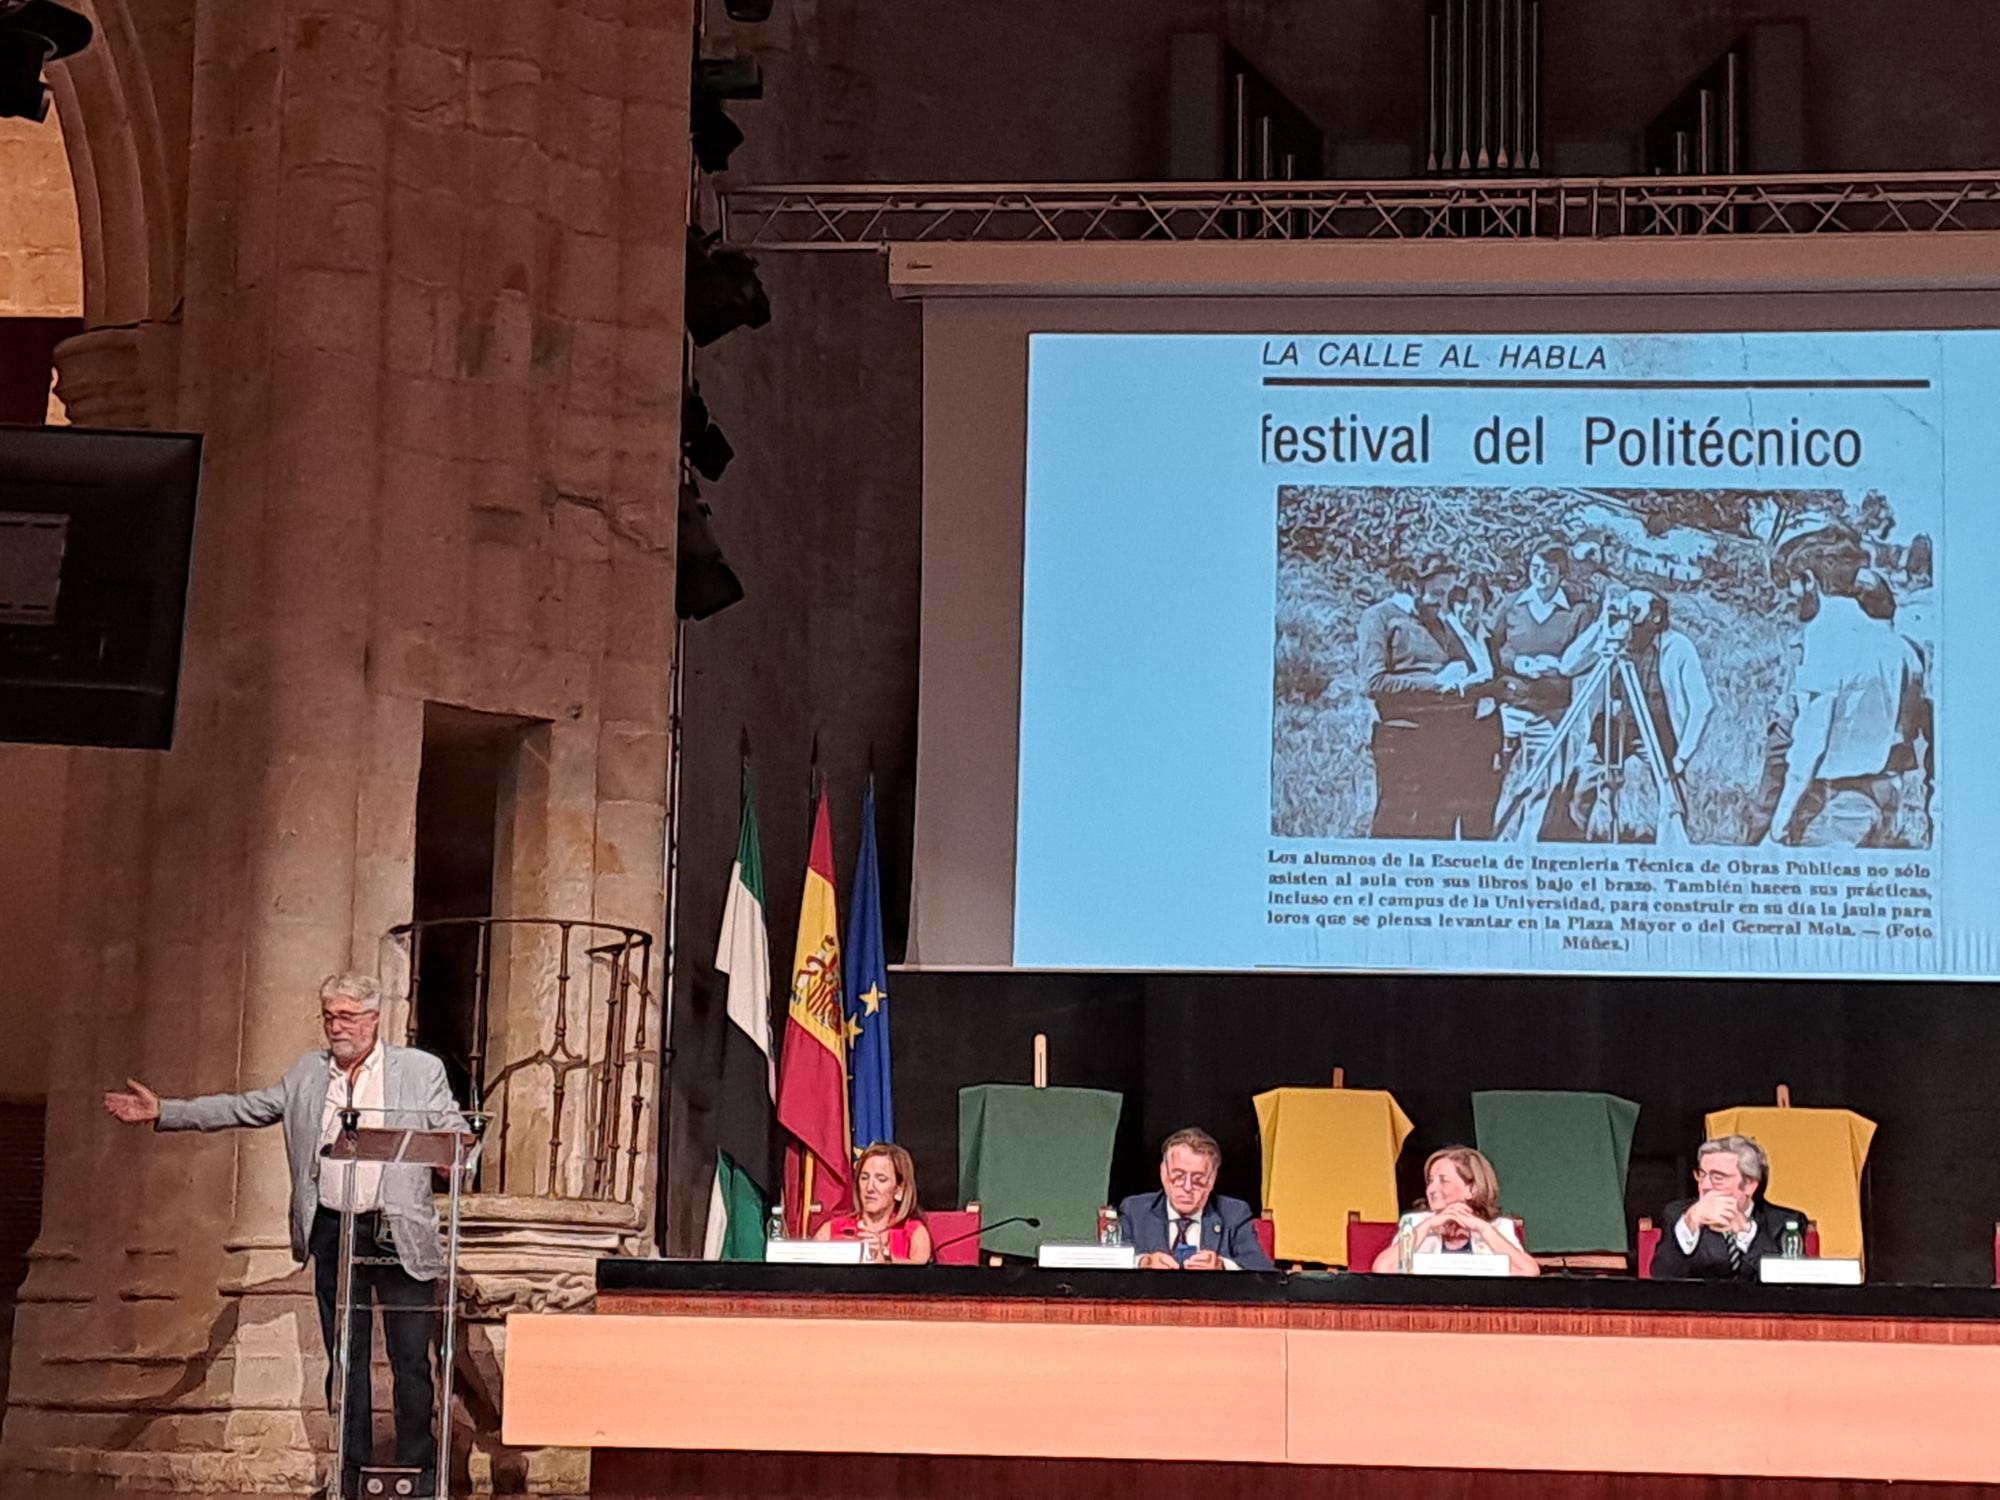 LA CALLE AL HABLA
festival del Politécnico
Los alumnos de la Escuela de Ingeniería Técnica de Obras Públicas no sólo
asisten al aula con sus libros bajo el brazo. También hacen sus prácticas,
incluso en el campus de la Universidad, para construir en su día la jaula para
loros que se piensa levantar en la Plaza Mayor o del General Mola. — (Foto
Múñez.)